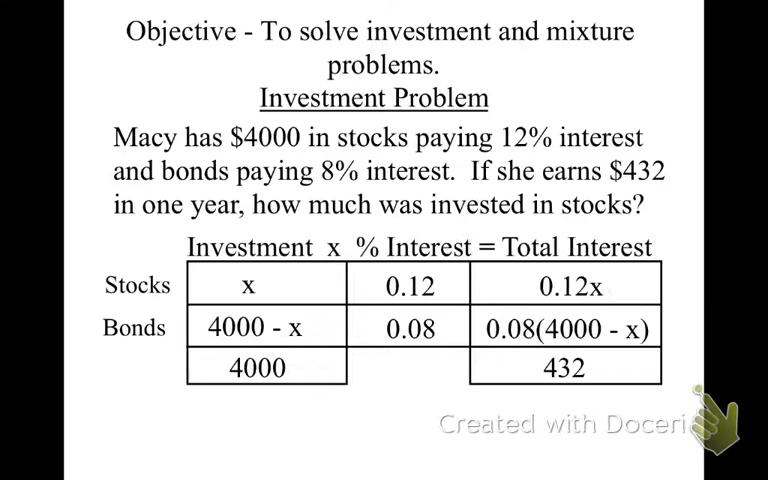 Objective - To solve investment and mixture
problems.
Investment Problem
Macy has $4000 in stocks paying 12% interest
and bonds paying 8% interest. If she earns $432
in one year, how much was invested in stocks?
Investment x % Interest = Total Interest
Stocks x 0.12 0.12x
Bonds 4000 - x 0.08 0.08(4000 - x)
4000 432
Created with Doceri